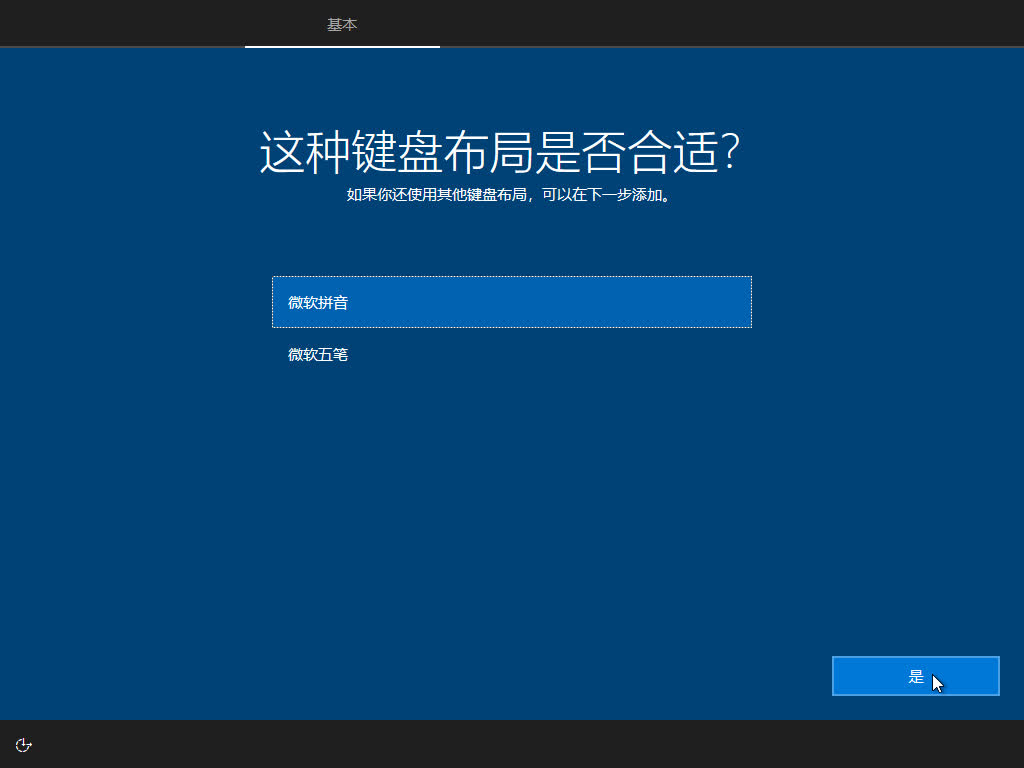 基本
这种键盘布局是否合适?
如果你还使用其他键盘布局，可以在下一步添加。
微软拼音
微软五笔
是